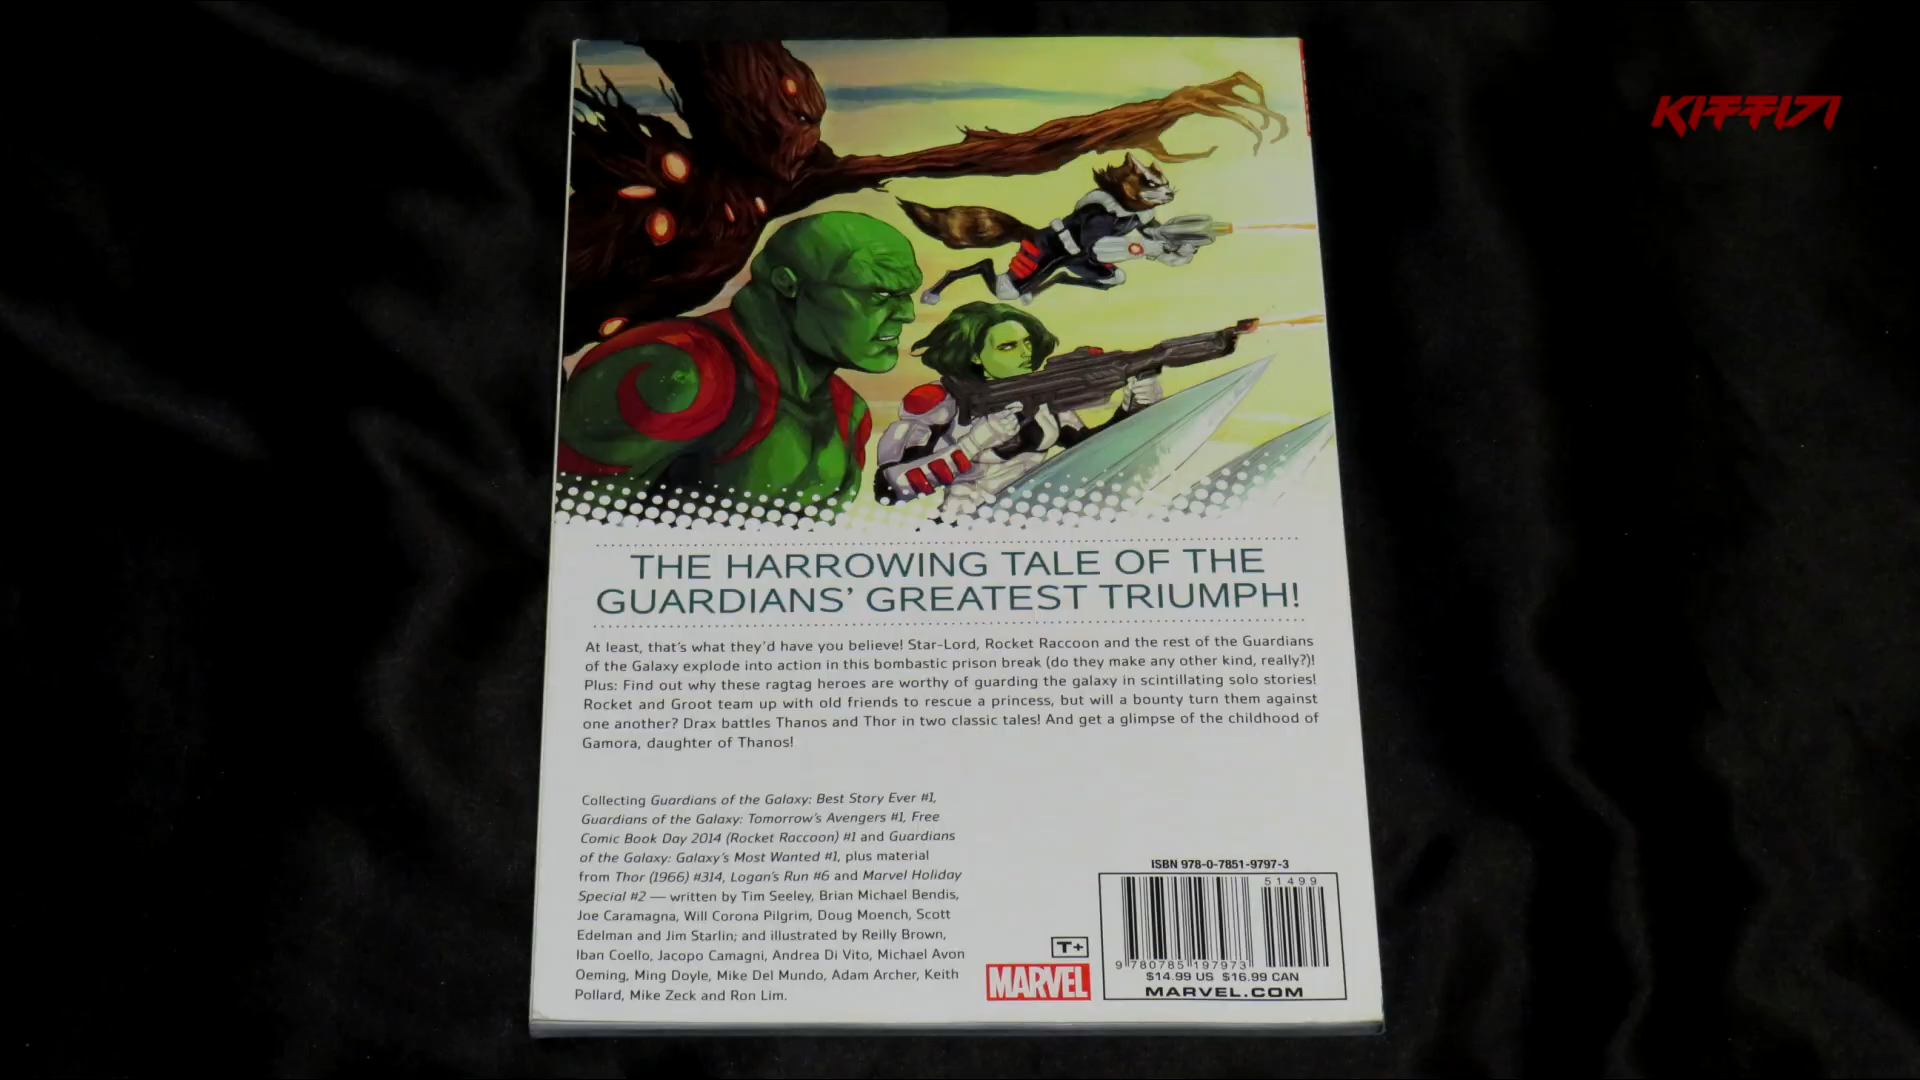 THE HARROWING TALE OF THE
GUARDIANS' GREATEST TRIUMPH!
At least, that's what they'd have you believe! Star-Lord, Rocket Raccoon and the rest of the Guardians
of the Galaxy explode into action in this bombastic prison break (do they make any other kind, really?)!
Plus: Find out why these ragtag heroes are worthy of guarding the galaxy in scintillating solo stories!
Rocket and Groot team up with old friends to rescue a princess, but will a bounty turn them against
one another? Drax battles Thanos and Thor in two classic tales! And get a glimpse of the childhood of
Gamora, daughter of Thanos!
Collecting Guardians of the Galaxy: Best Story Ever #1,
Guardians of the Galaxy: Tomorrow's Avengers #1, Free
Comic Book Day 2014 (Rocket Raccoon) #1 and Guardians
of the Galaxy: Galaxy's Most Wanted #1, plus material
from Thor (1966) #314, Logan's Run #6 and Marvel Holiday
Special #2 — written by Tim Seeley, Brian Michael Bendis,
Joe Caramagna, Will Corona Pilgrim, Doug Moench, Scott
Edelman and Jim Starlin; and illustrated by Reilly Brown,
Iban Coello, Jacopo Camagni, Andrea Di Vito, Michael Avon
Oeming, Ming Doyle, Mike Del Mundo, Adam Archer, Keith
Pollard, Mike Zeck and Ron Lim.
T+
MARVEL
ISBN 978-0-7851-9797-3
51499
9 780785 197973
$14.99 US $16.99 CAN
MARVEL.COM